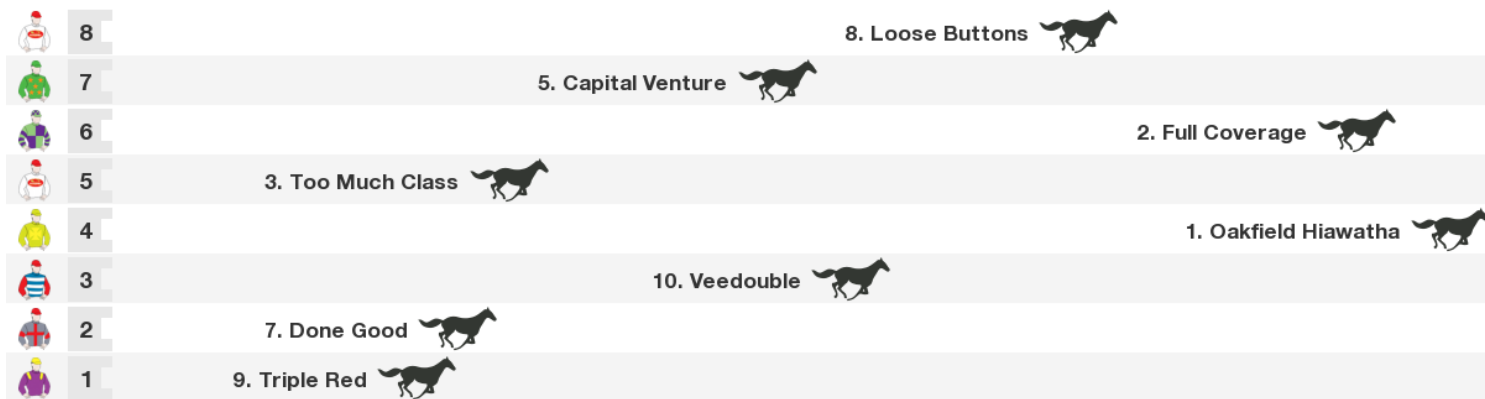 8 8. Loose Buttons
7 5. Capital Venture
6 2. Full Coverage
5 3. Too Much Class
4 1. Oakfield Hiawatha
3 10. Veedouble
2 7. Done Good
1 9. Triple Red